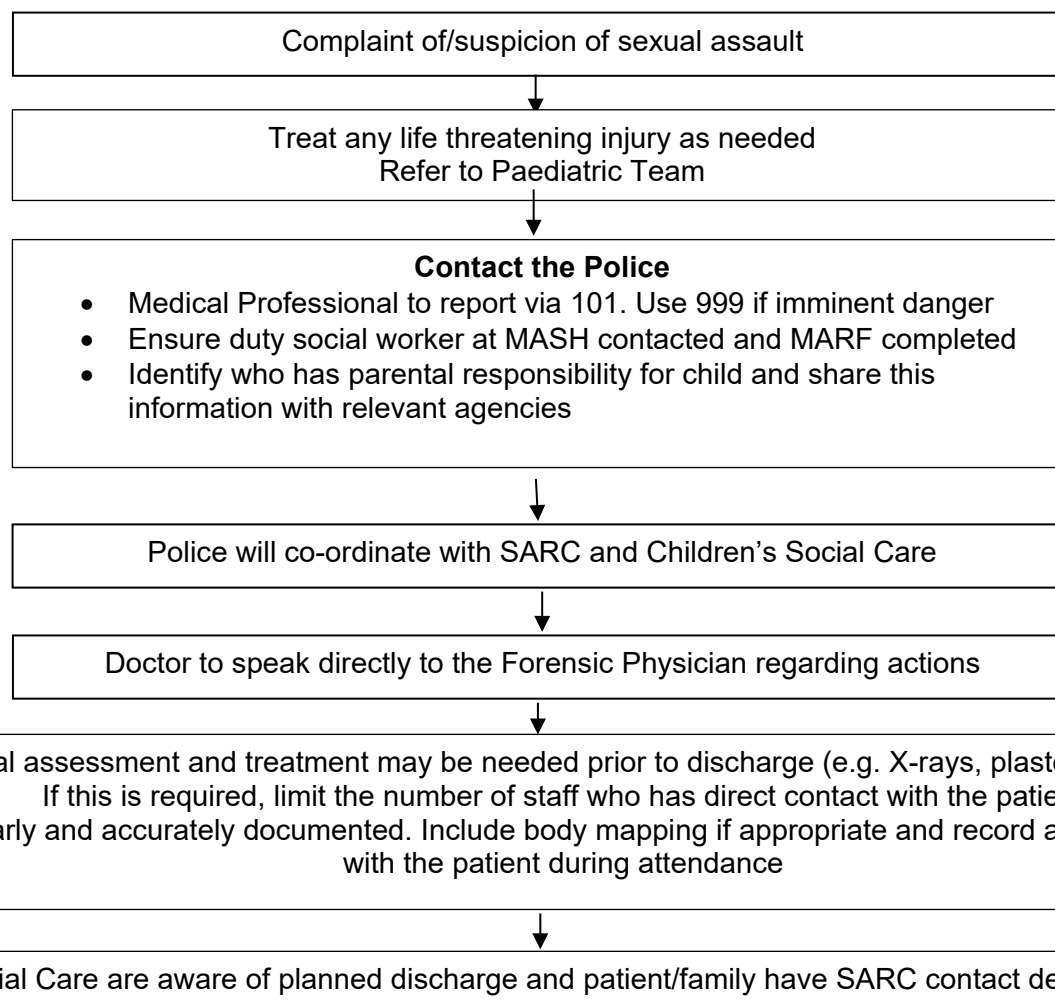 Complaint of/suspicion of sexual assault
Treat any life threatening injury as needed
Refer to Paediatric Team
Contact the Police
• Medical Professional to report via 101. Use 999 if imminent danger
• Ensure duty social worker at MASH contacted and MARF completed
• Identify who has parental responsibility for child and share this
information with relevant agencies
Police will co-ordinate with SARC and Children’s Social Care
Doctor to speak directly to the Forensic Physician regarding actions
assessment and treatment may be needed prior to discharge (e.g. X-rays,
If this is required, limit the number of staff who has direct contact with the
and accurately documented. Include body mapping if appropriate and record
with the patient during attendance
Care are aware of planned discharge and patient/family have SARC contact